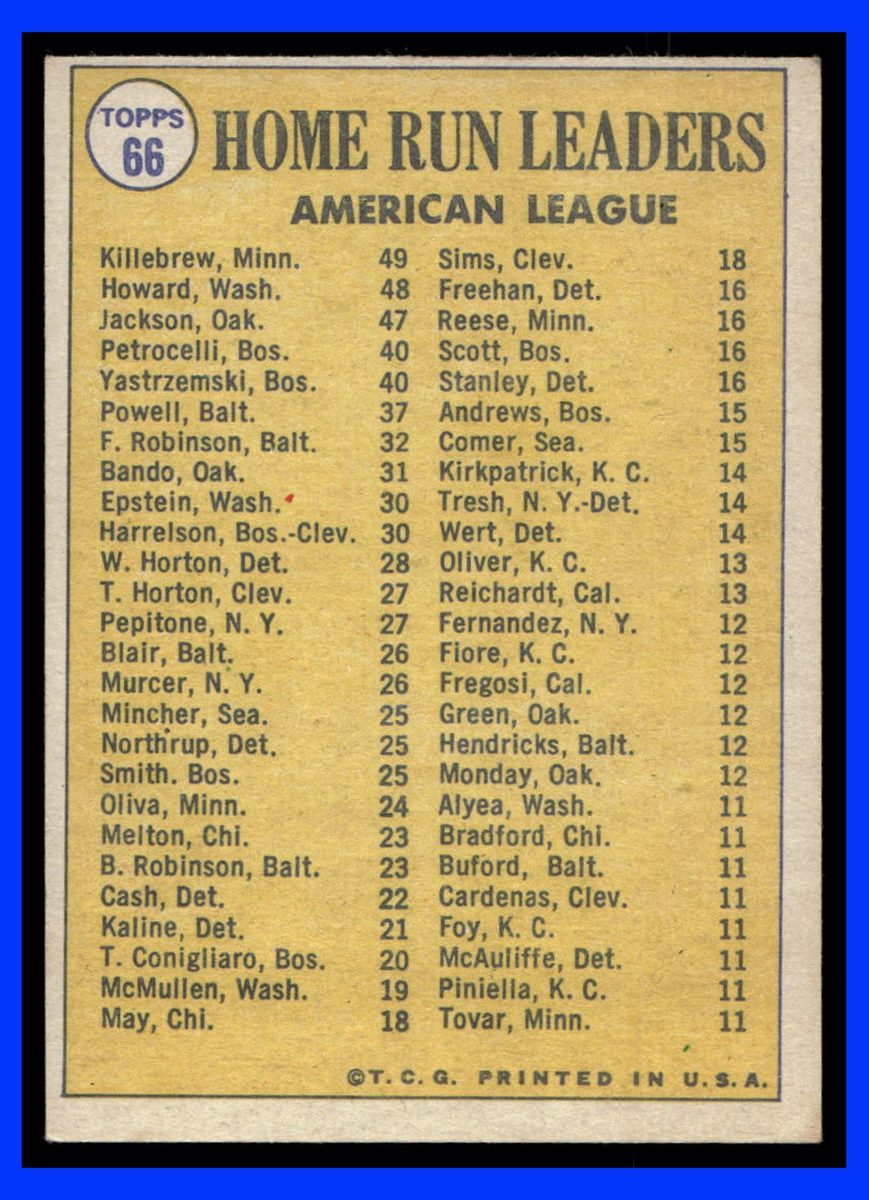 TOPPS
66
HOME RUN LEADERS
AMERICAN LEAGUE
Killebrew, Minn. 49
Howard, Wash. 48
Jackson, Oak. 47
Petrocelli, Bos. 40
Yastrzemski, Bos. 40
Powell, Balt. 37
F. Robinson, Balt. 32
Bando, Oak. 31
Epstein, Wash. 30
Harrelson, Bos.-Clev. 30
W. Horton, Det. 28
T. Horton, Clev. 27
Pepitone, N. Y. 27
Blair, Balt. 26
Murcer, N. Y. 26
Mincher, Sea. 25
Northrup, Det. 25
Smith. Bos. 25
Oliva, Minn. 24
Melton, Chi. 23
B. Robinson, Balt. 23
Cash, Det. 22
Kaline, Det. 21
T. Conigliaro, Bos. 20
McMullen, Wash. 19
May, Chi. 18
Sims, Clev. 18
Freehan, Det. 16
Reese, Minn. 16
Scott, Bos. 16
Stanley, Det. 16
Andrews, Bos. 15
Comer, Sea. 15
Kirkpatrick, K. C. 14
Tresh, N. Y.-Det. 14
Wert, Det. 14
Oliver, K. C. 13
Reichardt, Cal. 13
Fernandez, N. Y. 12
Fiore, K. C. 12
Fregosi, Cal. 12
Green, Oak. 12
Hendricks, Balt. 12
Monday, Oak. 12
Alyea, Wash. 11
Bradford, Chi. 11
Buford, Balt. 11
Cardenas, Clev. 11
Foy, K. C. 11
McAuliffe, Det. 11
Piniella, K. C. 11
Tovar, Minn. 11
©T. C. G. PRINTED IN U. S. A.